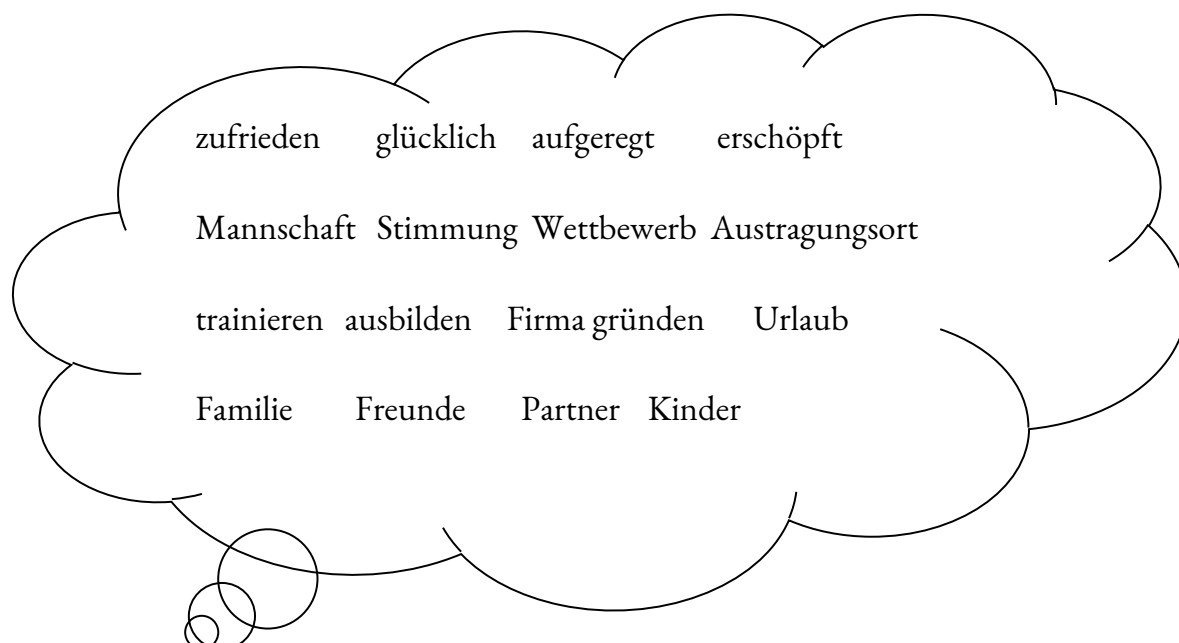 zufrieden glücklich aufgeregt erschöpft
Mannschaft Stimmung Wettbewerb Austragungsort
trainieren ausbilden Firma gründen Urlaub
Familie Freunde Partner Kinder